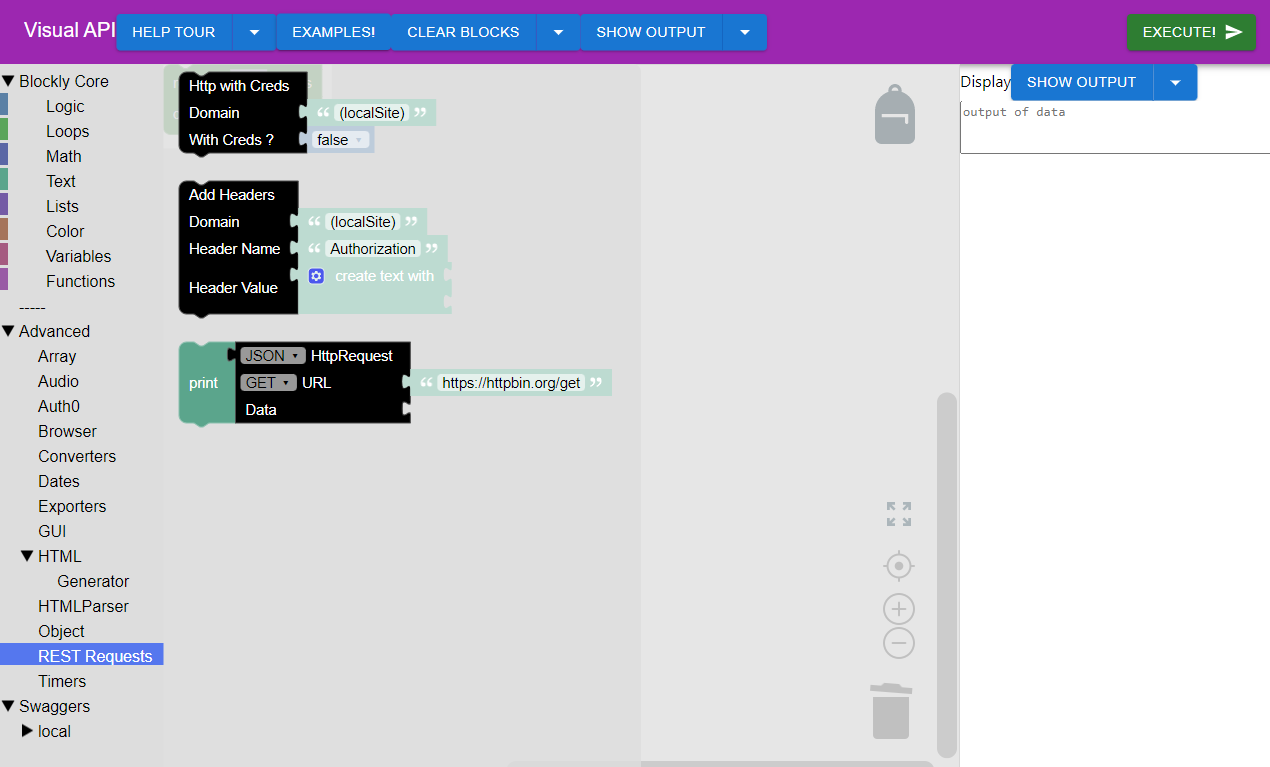 Visual API
HELP TOUR
EXAMPLES!
CLEAR BLOCKS
SHOW OUTPUT
EXECUTE!
Blockly Core
Logic
Loops
Math
Text
Lists
Color
Variables
Functions
-----
Advanced
Array
Audio
Auth0
Browser
Converters
Dates
Exporters
GUI
HTML
Generator
HTMLParser
Object
REST Requests
Timers
Swaggers
local
Http with Creds
Domain “ (localSite) ”
With Creds ? false
Add Headers
Domain “ (localSite) ”
Header Name “ Authorization ”
create text with
Header Value
JSON HttpRequest
print GET URL “ https://httpbin.org/get ”
Data
Display SHOW OUTPUT
output of data